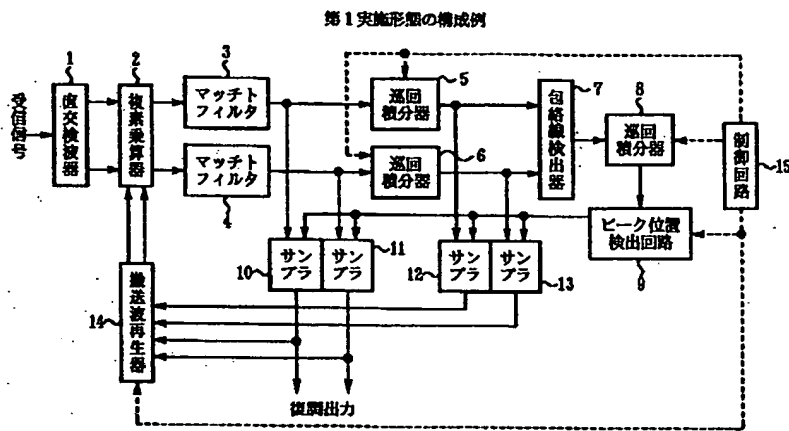 第1実施形態の構成例
受信信号
1
直交検波器
2
複素乗算器
3
マッチト
フィルタ
マッチト
フィルタ
4
5
巡回
積分器
6
巡回
積分器
7
包絡線検出器
8
巡回
積分器
制御回路
15
ピーク位置
検出回路
9
10
サン
プラ
サン
プラ
11
12
サン
プラ
サン
プラ
13
14
搬送波再生器
復調出力